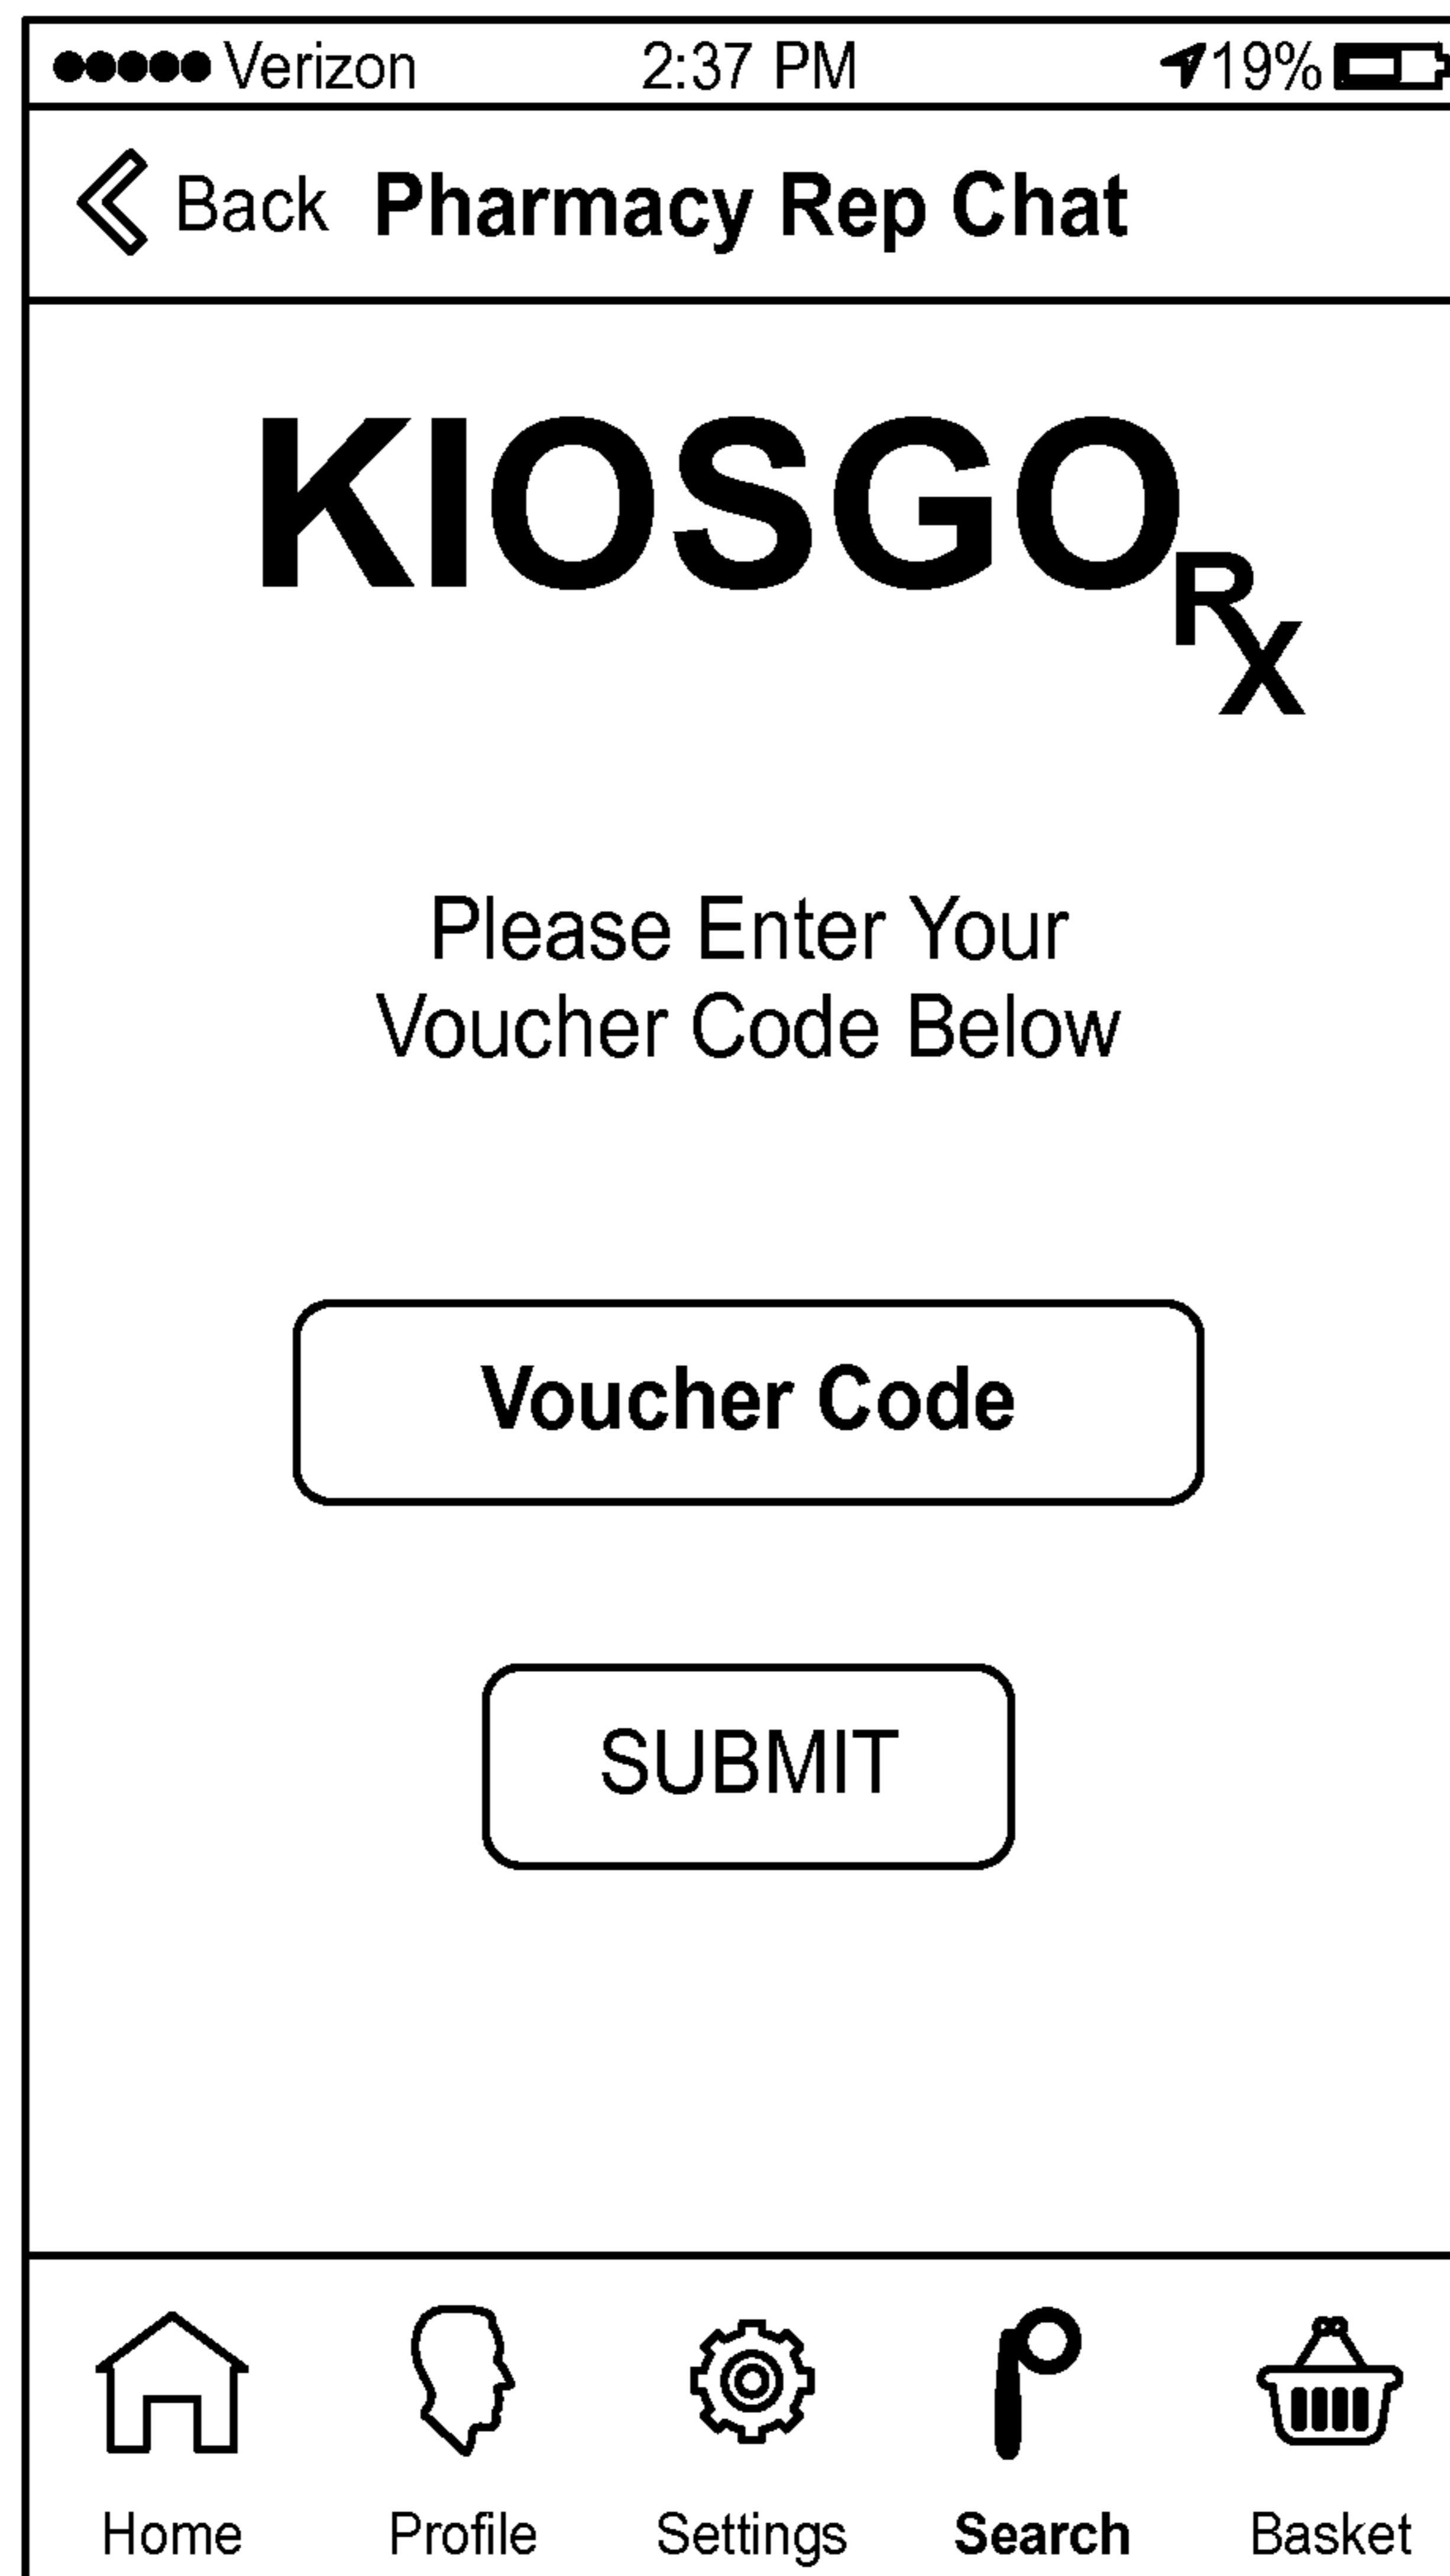 Verizon 2:37 PM 19%
Back Pharmacy Rep Chat
KIOSGO RX
Please Enter Your
Voucher Code Below
Voucher Code
SUBMIT
Home Profile Settings Search Basket